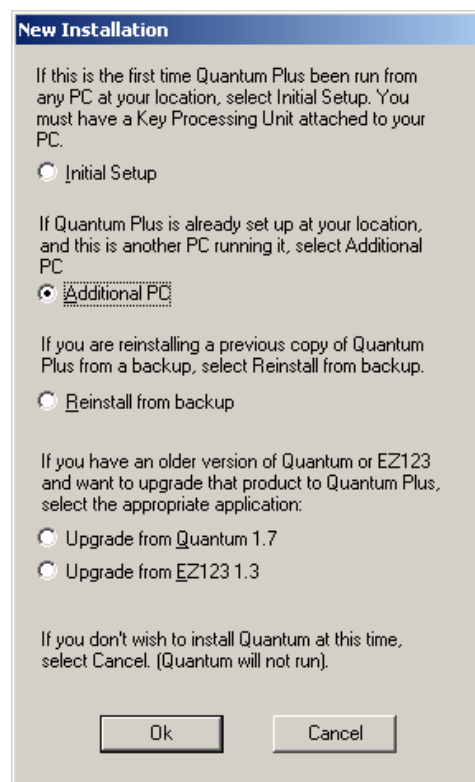 New Installation
If this is the first time Quantum Plus been run from
any PC at your location, select Initial Setup. You
must have a Key Processing Unit attached to your
PC.
Initial Setup
If Quantum Plus is already set up at your location,
and this is another PC running it, select Additional
PC
Additional PC
If you are reinstalling a previous copy of Quantum
Plus from a backup, select Reinstall from backup.
Reinstall from backup
If you have an older version of Quantum or EZ123
and want to upgrade that product to Quantum Plus,
select the appropriate application:
Upgrade from Quantum 1.7
Upgrade from EZ123 1.3
If you don't wish to install Quantum at this time,
select Cancel. (Quantum will not run).
Ok
Cancel